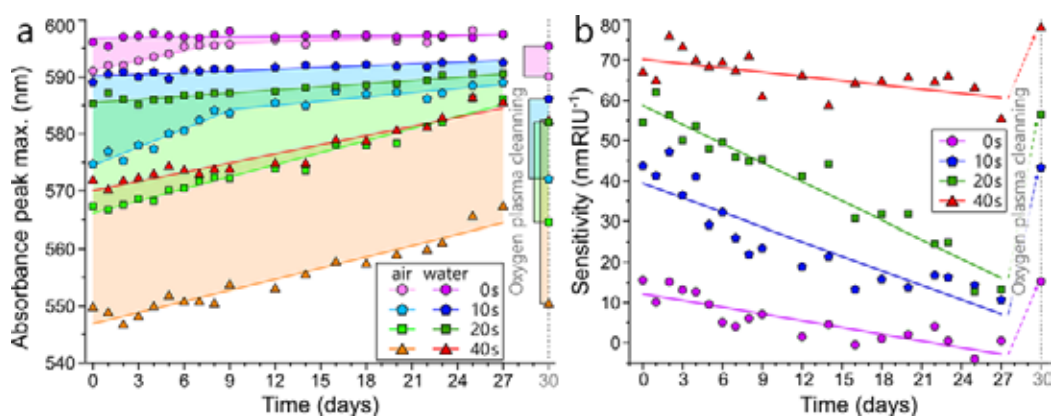 a
Absorbance peak max. (nm)
600
590
580
570
560
550
540
0 3 6 9 12 15 18 21 24 27 30
Time (days)
Oxygen plasma cleanning
air water
0s
10s
20s
40s
b
Sensitivity (nmRIU⁻¹)
80
70
60
50
40
30
20
10
0
0 3 6 9 12 15 18 21 24 27 30
Time (days)
Oxygen plasma cleanning
0s
10s
20s
40s